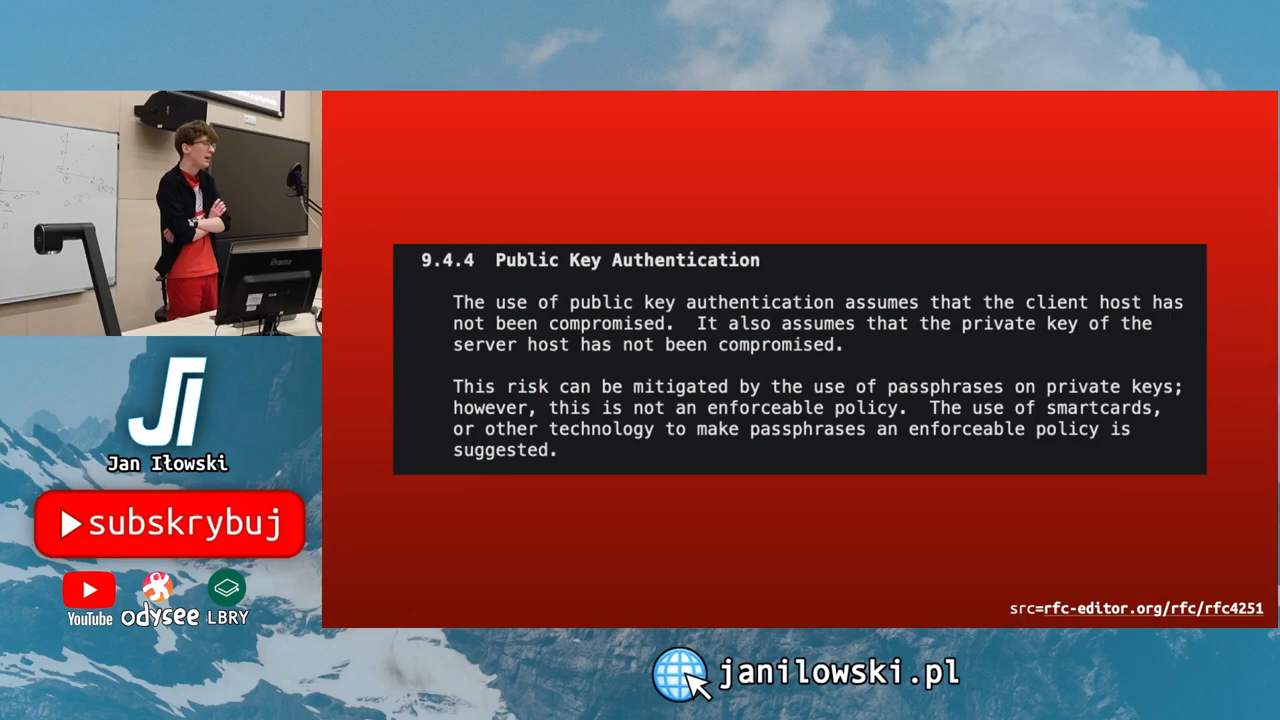 iiyama
JI
Jan Iłowski
subskrybuj
YouTube
odysee
LBRY
9.4.4 Public Key Authentication
The use of public key authentication assumes that the client host has
not been compromised. It also assumes that the private key of the
server host has not been compromised.
This risk can be mitigated by the use of passphrases on private keys;
however, this is not an enforceable policy. The use of smartcards,
or other technology to make passphrases an enforceable policy is
suggested.
src=rfc-editor.org/rfc/rfc4251
janilowski.pl